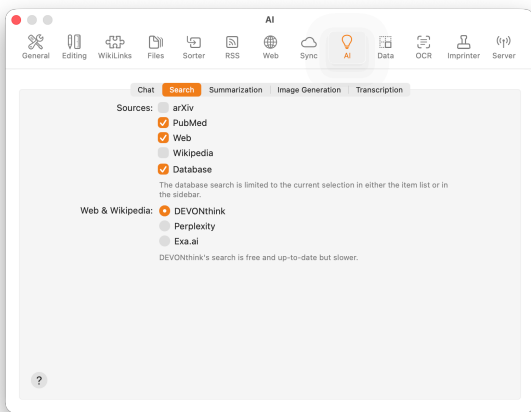 AI
General Editing WikiLinks Files Sorter RSS Web Sync AI Data OCR Imprinter Server
Chat Search Summarization Image Generation Transcription
Sources: arXiv
PubMed
Web
Wikipedia
Database
The database search is limited to the current selection in either the item list or in
the sidebar.
Web & Wikipedia: DEVONthink
Perplexity
Exa.ai
DEVONthink's search is free and up-to-date but slower.
?